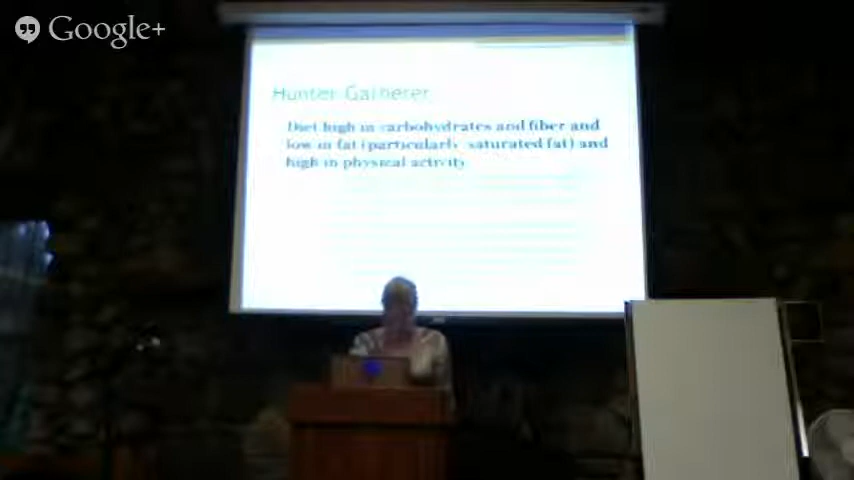 Google+
Hunter-Gatherer
Diet high in carbohydrates and fiber and
low in fat (particularly saturated fat) and
high in physical activity